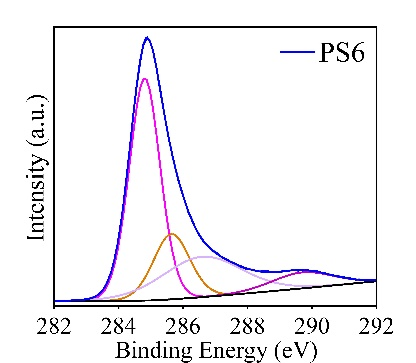 PS6
Intensity (a.u.)
282 284 286 288 290 292
Binding Energy (eV)